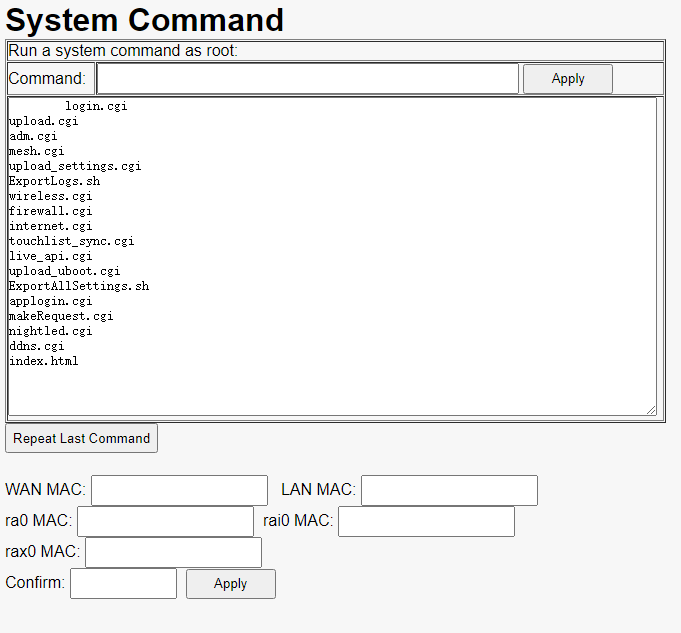 System Command
Run a system command as root:
Command: Apply
login.cgi
upload.cgi
adm.cgi
mesh.cgi
upload_settings.cgi
ExportLogs.sh
wireless.cgi
firewall.cgi
internet.cgi
touchlist_sync.cgi
live_api.cgi
upload_uboot.cgi
ExportAllSettings.sh
applogin.cgi
makeRequest.cgi
nightled.cgi
ddns.cgi
index.html
Repeat Last Command
WAN MAC: LAN MAC:
ra0 MAC: rai0 MAC:
rax0 MAC:
Confirm: Apply